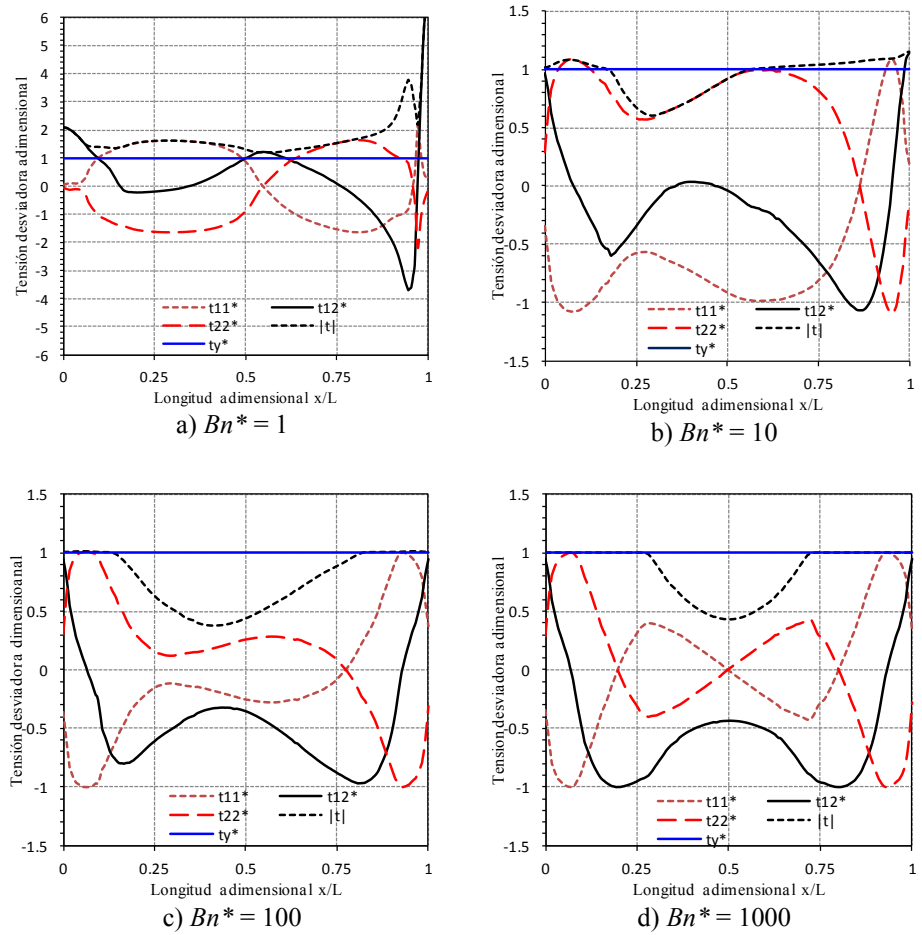 6
5
4
3
2
1
0
-1
-2
-3
-4
5
-6
Tensión desviadora adimensional
t11*
t12*
t22*
|t|
ty*
0
0.25
0.5
0.75
1
Longitud adimensional x/L
a) Bn* = 1
1.5
1
0.5
0
-0.5
-1
-1.5
Tensión desviadora adimensional
t11*
t12*
t22*
|t|
ty*
0
0.25
0.5
0.75
1
Longitud adimensional x/L
b) Bn* = 10
1.5
1
0.5
0
-0.5
-1
-1.5
Tensión desviadora adimensioanal
t11*
t12*
t22*
|t|
ty*
0
0.25
0.5
0.75
1
Longitud adimensional x/L
c) Bn* = 100
1.5
1
0.5
0
-0.5
-1
-1.5
Tensión desviadora adimensional
t11*
t12*
t22*
|t|
ty*
0
0.25
0.5
0.75
1
Longitud adimensional x/L
d) Bn* = 1000